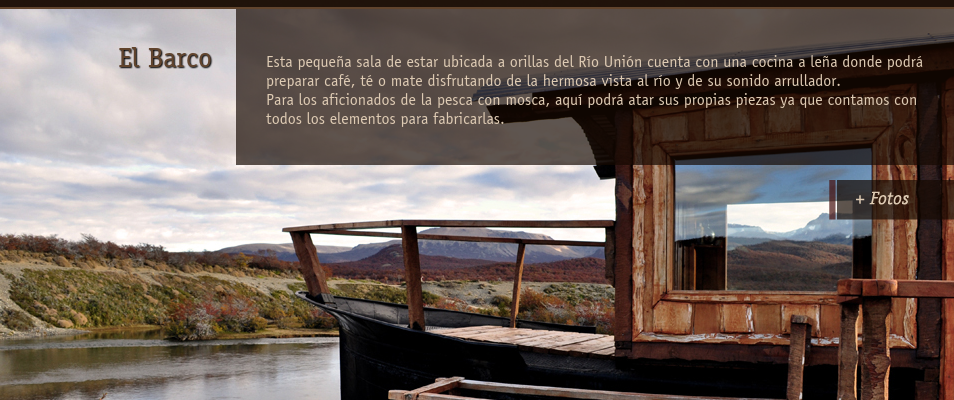 El Barco
Esta pequeña sala de estar ubicada a orillas del Río Unión cuenta con una cocina a leña donde podrá
preparar café, té o mate disfrutando de la hermosa vista al río y de su sonido arrullador.
Para los aficionados de la pesca con mosca, aquí podrá atar sus propias piezas ya que contamos con
todos los elementos para fabricarlas.
+ Fotos